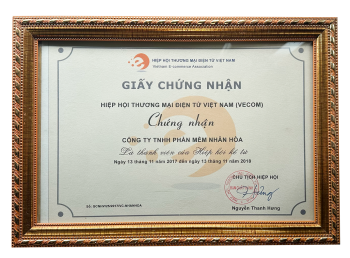 HIỆP HỘI THƯƠNG MẠI ĐIỆN TỬ VIỆT NAM
Vietnam E-commerce Association
GIẤY CHỨNG NHẬN
HIỆP HỘI THƯƠNG MẠI ĐIỆN TỬ VIỆT NAM (VECOM)
Chứng nhận
CÔNG TY TNHH PHẦN MỀM NHÂN HÒA
Là thành viên của Hiệp hội kể từ
Ngày 13 tháng 11 năm 2017 đến ngày 13 tháng 11 năm 2018
CHỦ TỊCH HIỆP HỘI
Nguyễn Thanh Hưng